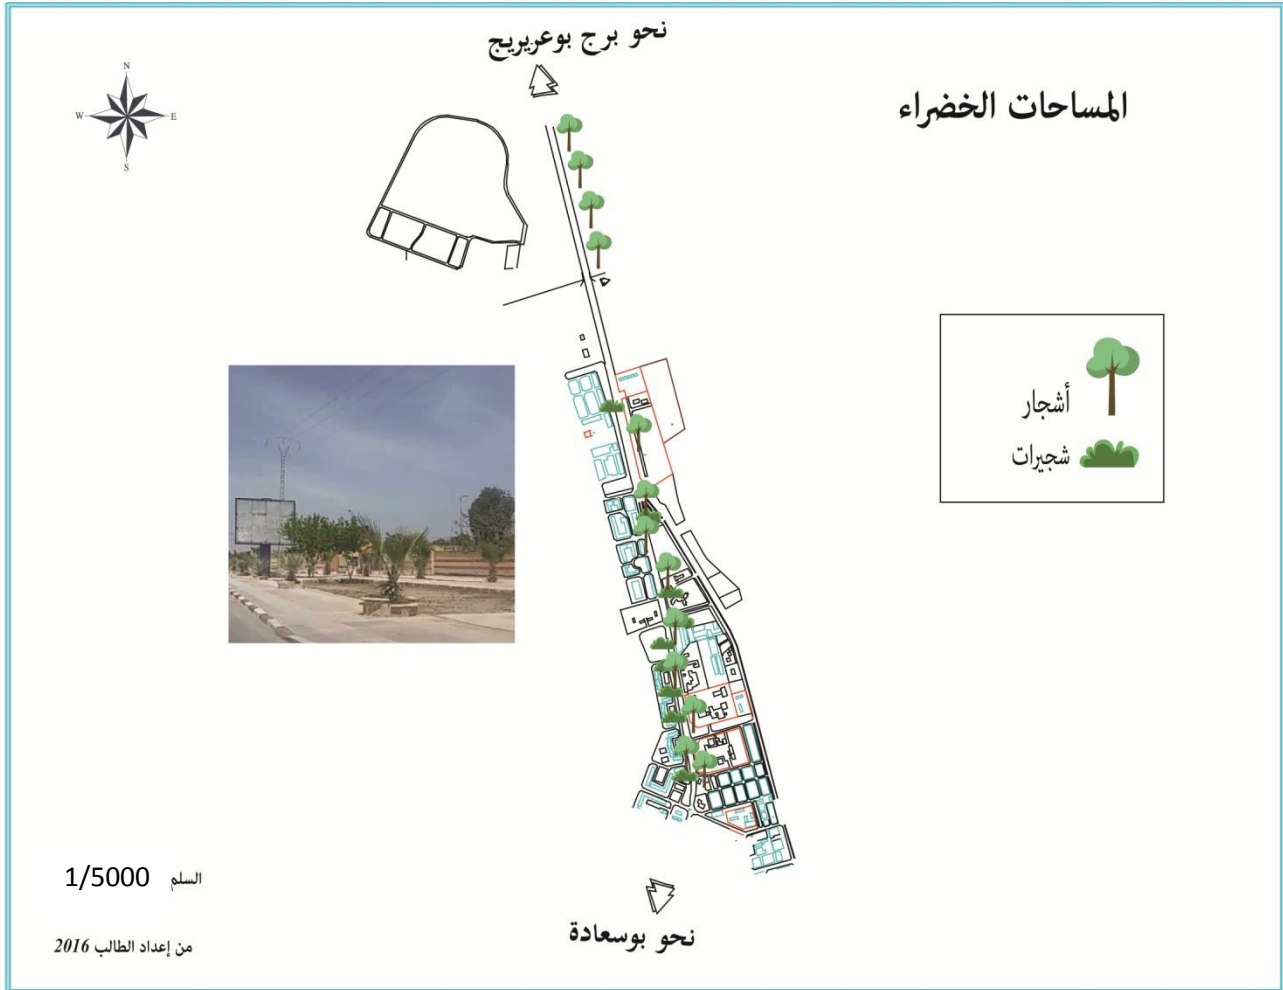 نحو برج بوعريريج
المساحات الخضراء
N
W
E
S
أشجار
شجيرات
السلم 1/5000
نحو بوسعادة
من إعداد الطالب 2016